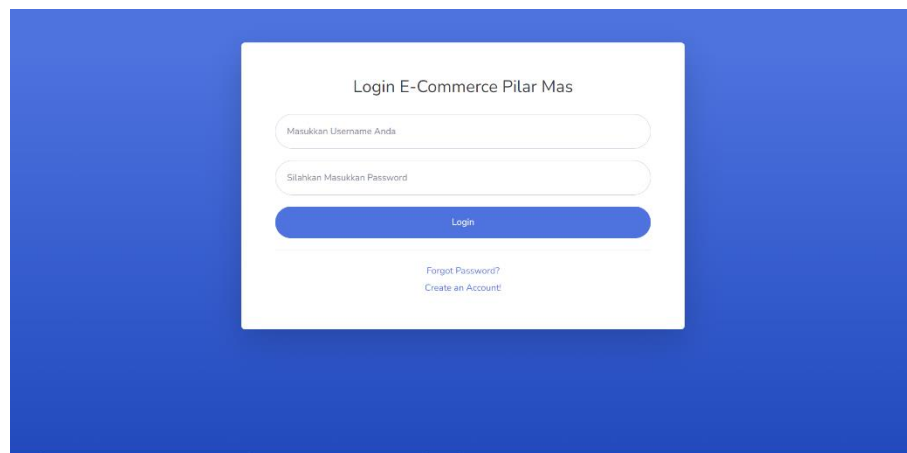 Login E-Commerce Pilar Mas
Masukkan Username Anda
Silahkan Masukkan Password
Login
Forgot Password?
Create an Account!